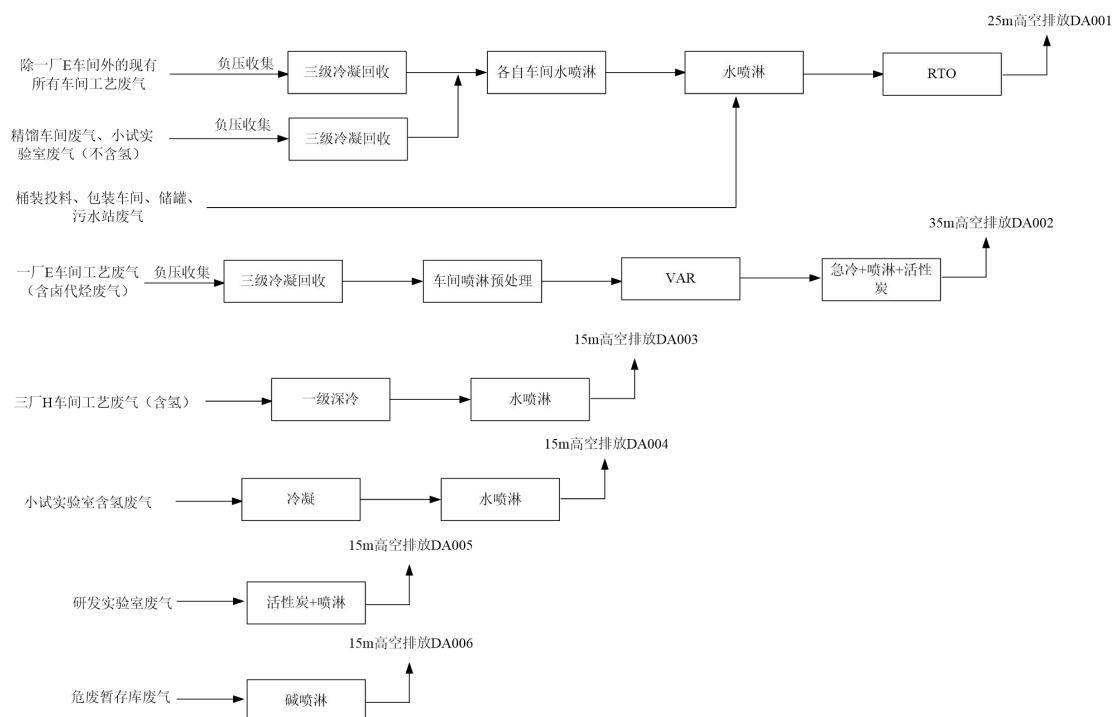 25m高空排放DA001
除一厂E车间外的现有
所有车间工艺废气
负压收集
三级冷凝回收
各自车间水喷淋
水喷淋
RTO
精馏车间废气、小试实
验室废气（不含氢）
负压收集
三级冷凝回收
桶装投料、包装车间、储罐、
污水站废气
35m高空排放DA002
一厂E车间工艺废气
（含卤代烃废气）
负压收集
三级冷凝回收
车间喷淋预处理
VAR
急冷+喷淋+活性
炭
15m高空排放DA003
三厂H车间工艺废气（含氢）
一级深冷
水喷淋
15m高空排放DA004
小试实验室含氢废气
冷凝
水喷淋
15m高空排放DA005
研发实验室废气
活性炭+喷淋
15m高空排放DA006
危废暂存库废气
碱喷淋